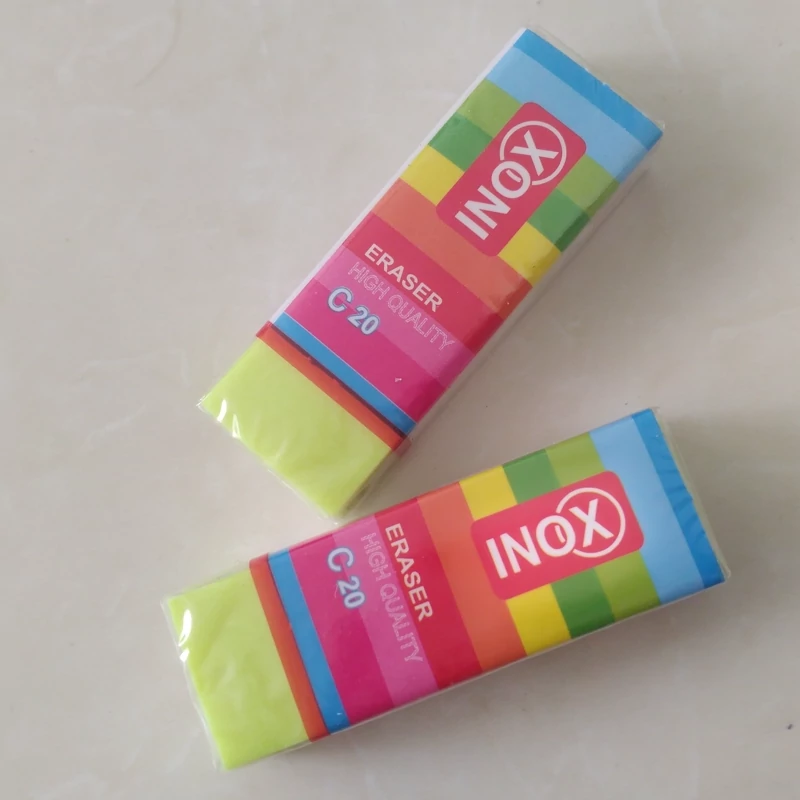 INOX
ERASER
HIGH QUALITY
C 20
INOX
ERASER
HIGH QUALITY
C 20